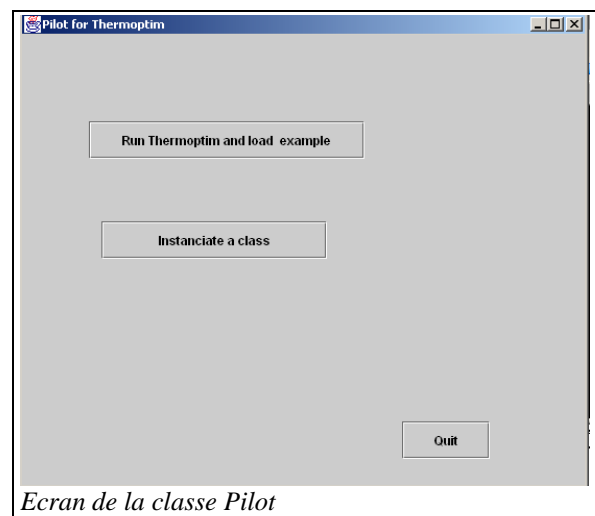 Pilot for Thermoptim
Run Thermoptim and load example
Instanciate a class
Quit
Ecran de la classe Pilot